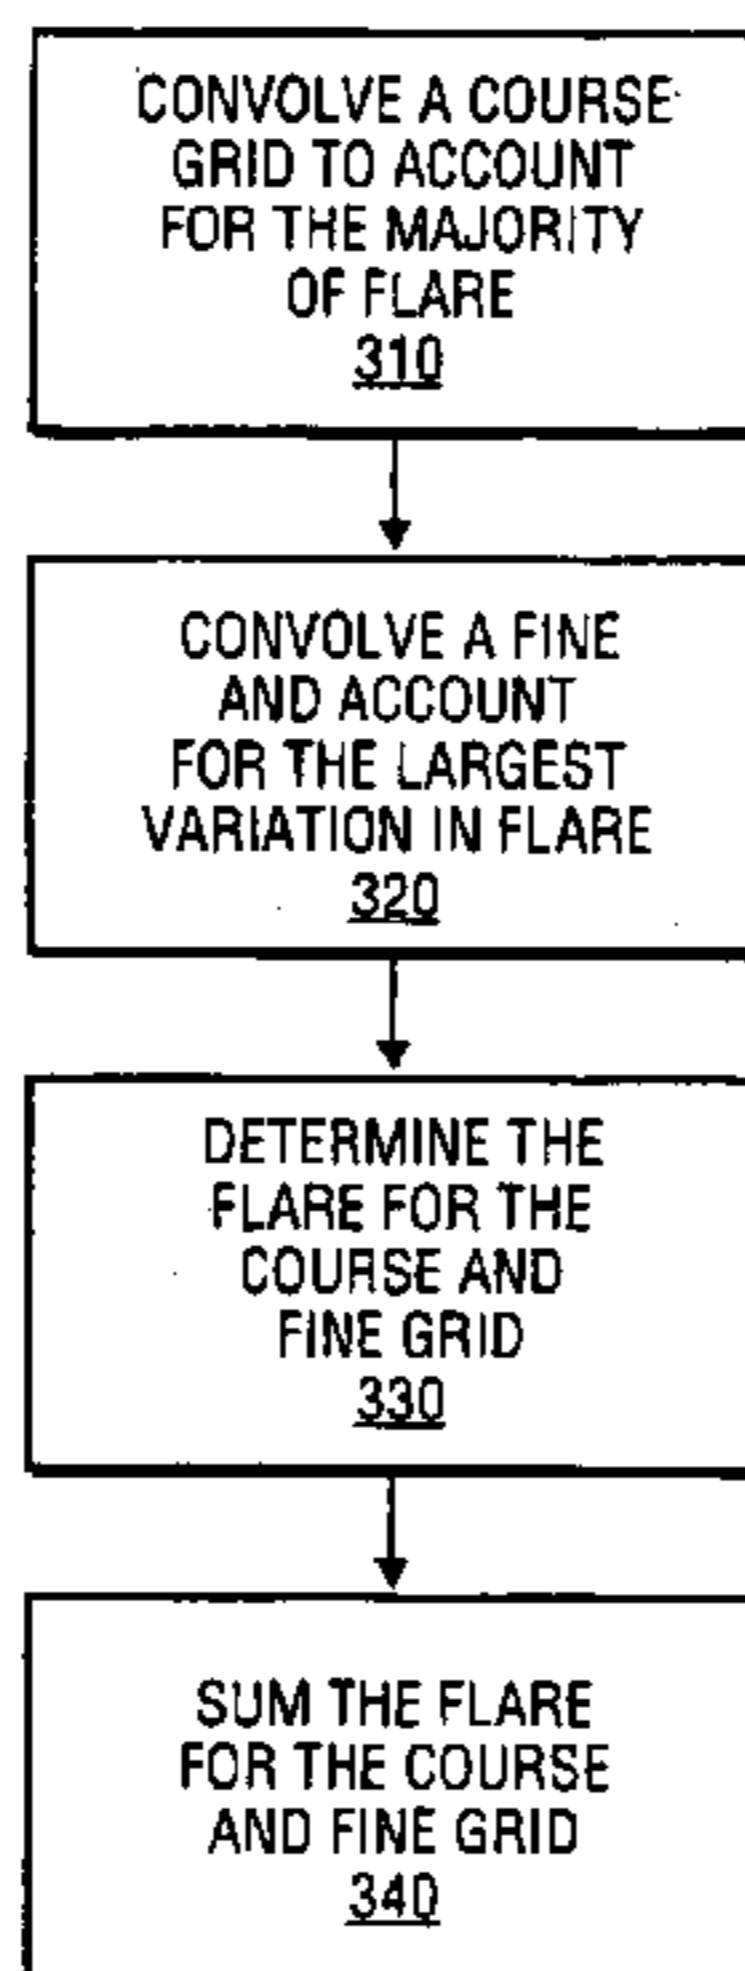 CONVOLVE A COURSE
GRID TO ACCOUNT
FOR THE MAJORITY
OF FLARE
310
CONVOLVE A FINE
AND ACCOUNT
FOR THE LARGEST
VARIATION IN FLARE
320
DETERMINE THE
FLARE FOR THE
COURSE AND
FINE GRID
330
SUM THE FLARE
FOR THE COURSE
AND FINE GRID
340